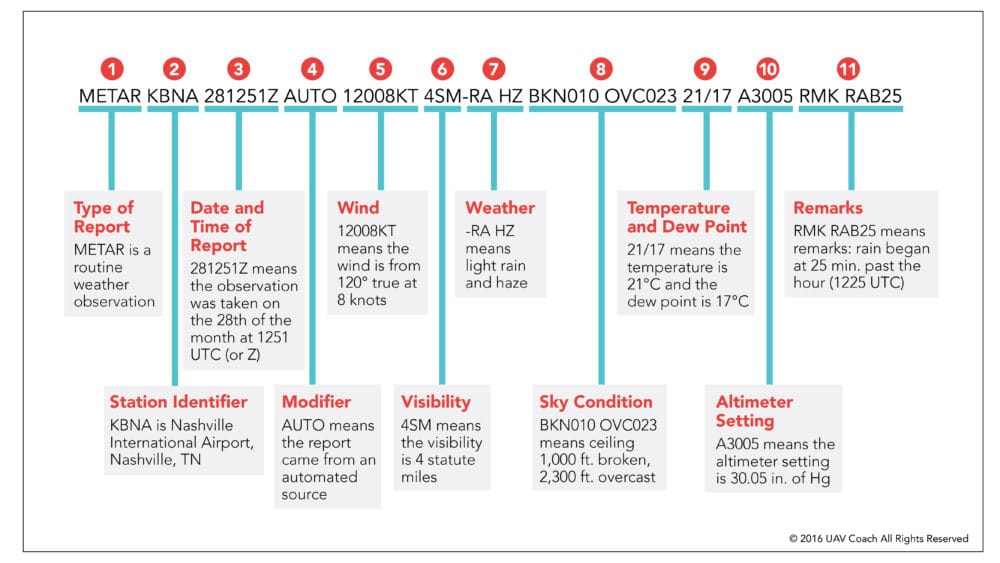 1 2 3 4 5 6 7 8 9 10 11
METAR KBNA 281251Z AUTO 12008KT 4SM-RA HZ BKN010 OVC023 21/17 A3005 RMK RAB25
Type of
Report
METAR is a
routine
weather
observation
Date and
Time of
Report
281251Z means
the observation
was taken on
the 28th of the
month at 1251
UTC (or Z)
Wind
12008KT
means the
wind is from
120° true at
8 knots
Weather
-RA HZ
means
light rain
and haze
Temperature
and Dew Point
21/17 means the
temperature is
21°C and the
dew point is 17°C
Remarks
RMK RAB25 means
remarks: rain began
at 25 min. past the
hour (1225 UTC)
Station Identifier
KBNA is Nashville
International Airport,
Nashville, TN
Modifier
AUTO means
the report
came from an
automated
source
Visibility
4SM means
the visibility
is 4 statute
miles
Sky Condition
BKN010 OVC023
means ceiling
1,000 ft. broken,
2,300 ft. overcast
Altimeter
Setting
A3005 means the
altimeter setting
is 30.05 in. of Hg
© 2016 UAV Coach All Rights Reserved